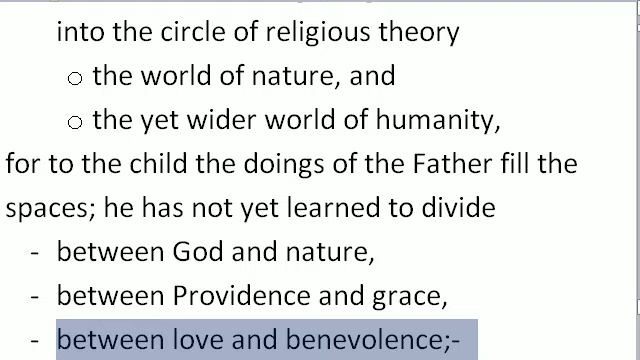 into the circle of religious theory
o the world of nature, and
o the yet wider world of humanity,
for to the child the doings of the Father fill the
spaces; he has not yet learned to divide
- between God and nature,
- between Providence and grace,
- between love and benevolence;-